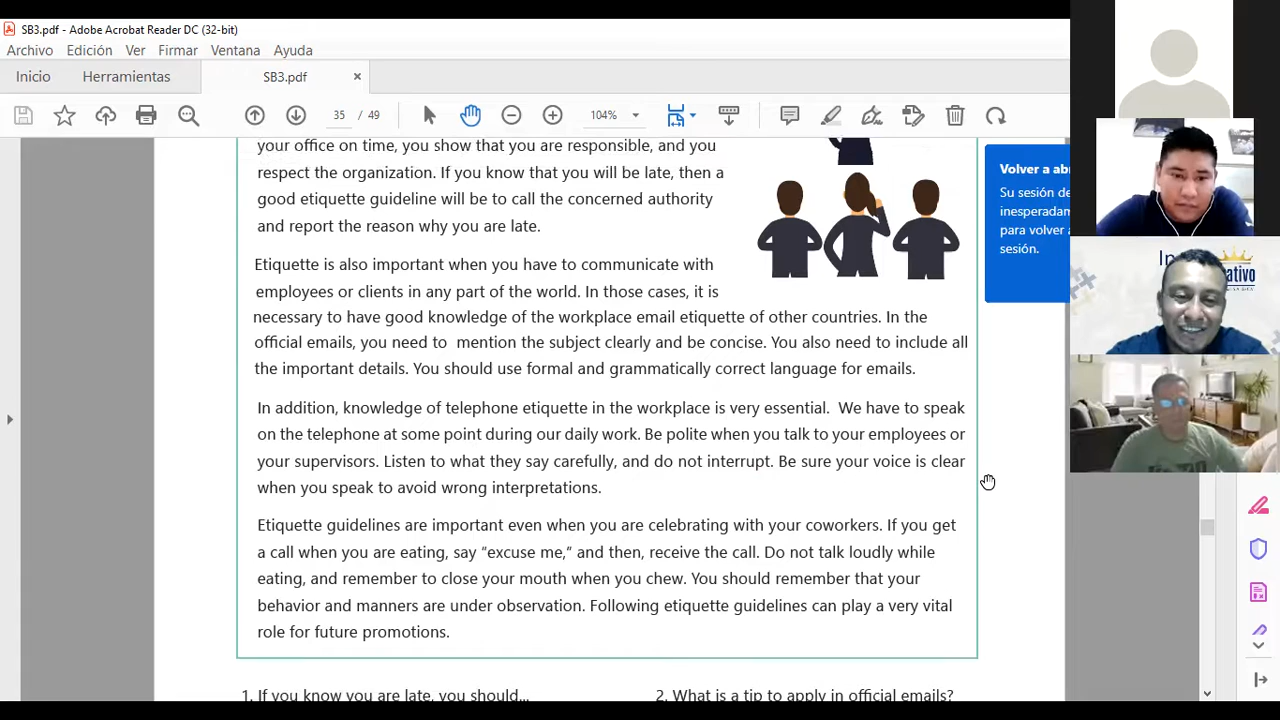 SB3.pdf - Adobe Acrobat Reader DC (32-bit)
Archivo Edición Ver Firmar Ventana Ayuda
Inicio Herramientas SB3.pdf ×
35 / 49 104%
your office on time, you show that you are responsible, and you
respect the organization. If you know that you will be late, then a
good etiquette guideline will be to call the concerned authority
and report the reason why you are late.
Etiquette is also important when you have to communicate with
employees or clients in any part of the world. In those cases, it is
necessary to have good knowledge of the workplace email etiquette of other countries. In the
official emails, you need to mention the subject clearly and be concise. You also need to include all
the important details. You should use formal and grammatically correct language for emails.
In addition, knowledge of telephone etiquette in the workplace is very essential. We have to speak
on the telephone at some point during our daily work. Be polite when you talk to your employees or
your supervisors. Listen to what they say carefully, and do not interrupt. Be sure your voice is clear
when you speak to avoid wrong interpretations.
Etiquette guidelines are important even when you are celebrating with your coworkers. If you get
a call when you are eating, say “excuse me,” and then, receive the call. Do not talk loudly while
eating, and remember to close your mouth when you chew. You should remember that your
behavior and manners are under observation. Following etiquette guidelines can play a very vital
role for future promotions.
1. If you know you are late, you should...
2. What is a tip to apply in official emails?
Volver a ab
Su sesión de
inesperadam
para volver a
sesión.
In
ativo